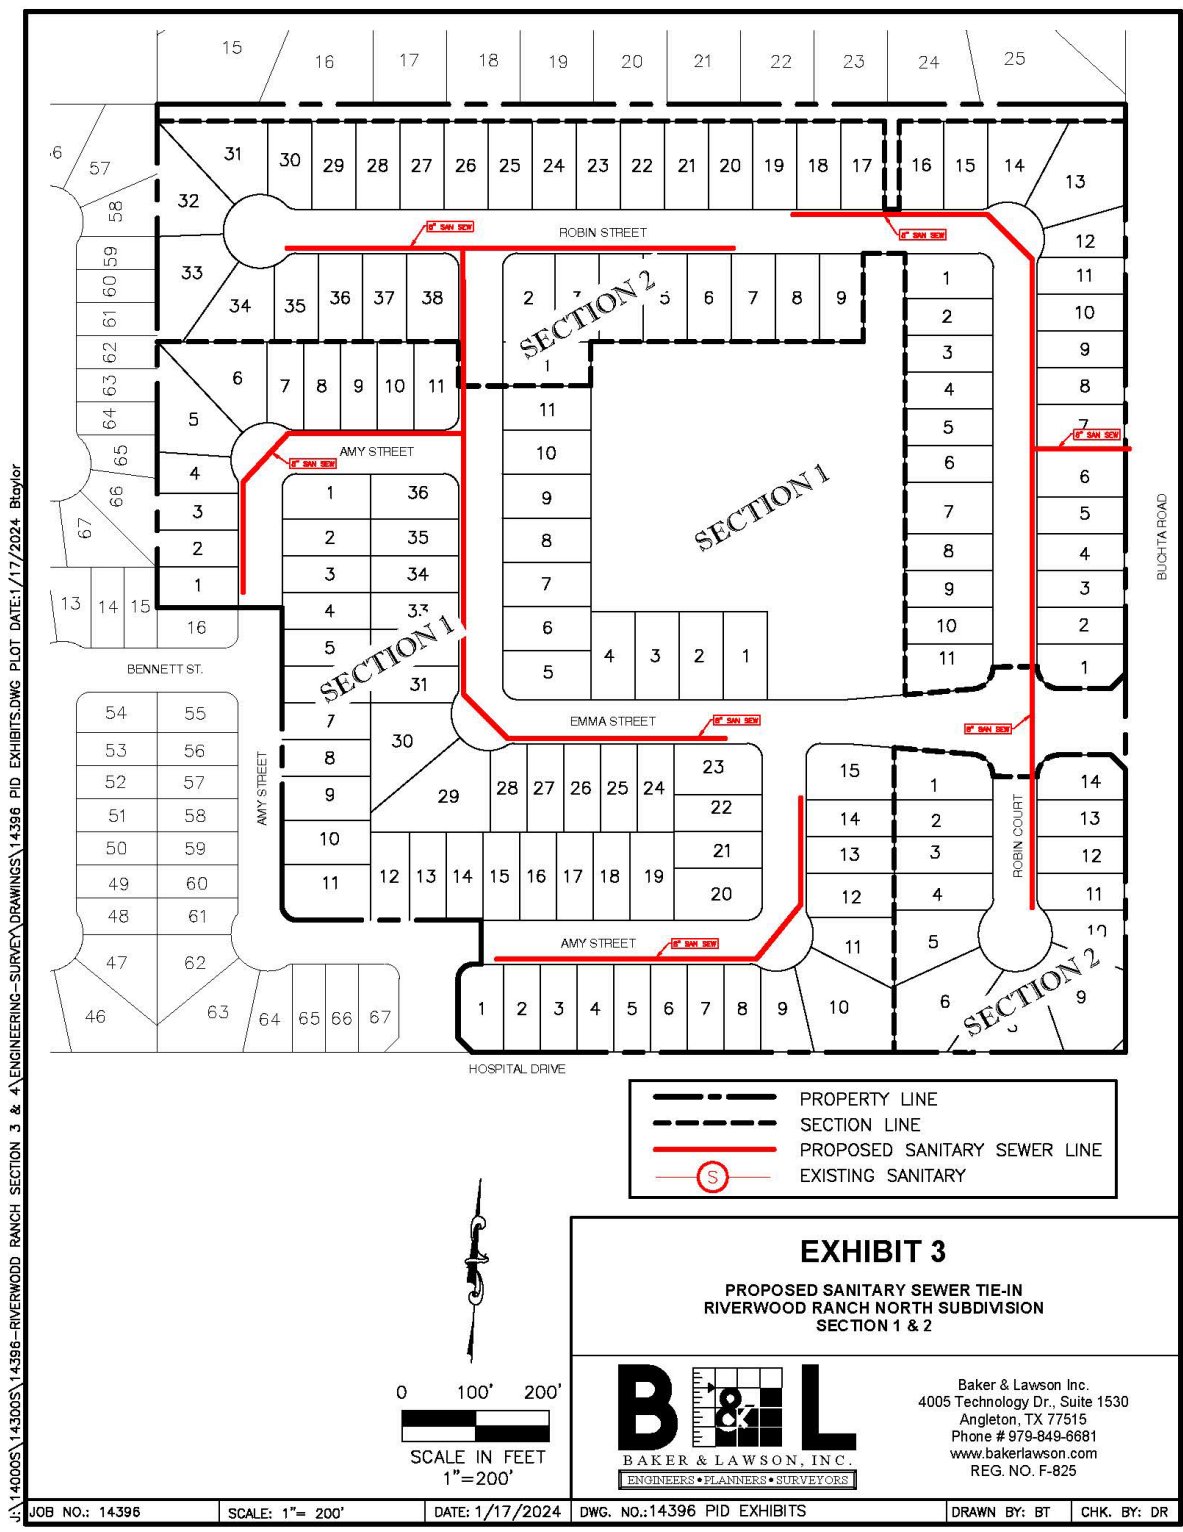 15 16 17 18 19 20 21 22 23 24 25
57
58
59
60
61
62
63
64
65
66
67
13 14 15
16
31 30 29 28 27 26 25 24 23 22 21 20 19 18 17 16 15 14 13
32
33
34 35 36 37 38
8" SAN SEW
ROBIN STREET
8" SAN SEW
12
11
10
9
8
7
8" SAN SEW
6
5
4
3
2
1
2 5 6 7 8 9
SECTION 2
1
1
2
3
4
5
6
7
8
9
10
11
6 7 8 9 10 11
5
4
3
2
1
AMY STREET
8" SAN SEW
11
10
9
8
7
6
5
4 3 2 1
SECTION 1
BUCHTA ROAD
1 36
2 35
3 34
4 33
5
31
7
8
9
10
11
SECTION 1
30
29
28 27 26 25 24
23
22
21
20
12 13 14 15 16 17 18 19
EMMA STREET
8" SAN SEW
8" SAN SEW
BENNETT ST.
54 55
53 56
52 57
51 58
50 59
49 60
48 61
47 62
46 63 64 65 66 67
AMY STREET
15
14
13
12
11
10
1
2
3
4
5
6
ROBIN COURT
14
13
12
11
10
9
SECTION 2
AMY STREET
8" SAN SEW
1 2 3 4 5 6 7 8 9
HOSPITAL DRIVE
PROPERTY LINE
SECTION LINE
PROPOSED SANITARY SEWER LINE
S EXISTING SANITARY
EXHIBIT 3
PROPOSED SANITARY SEWER TIE-IN
RIVERWOOD RANCH NORTH SUBDIVISION
SECTION 1 & 2
0 100' 200'
SCALE IN FEET
1"=200'
B & L
BAKER & LAWSON, INC.
ENGINEERS • PLANNERS • SURVEYORS
Baker & Lawson Inc.
4005 Technology Dr., Suite 1530
Angleton, TX 77515
Phone # 979-849-6681
www.bakerlawson.com
REG. NO. F-825
JOB NO.: 14396 SCALE: 1"= 200' DATE: 1/17/2024 DWG. NO.:14396 PID EXHIBITS DRAWN BY: BT CHK. BY: DR
J:\14000S\14300S\14396-RIVERWOOD RANCH SECTION 3 & 4\ENGINEERING-SURVEY\DRAWINGS\14396 PID EXHIBITS.DWG PLOT DATE:1/17/2024 Btaylor